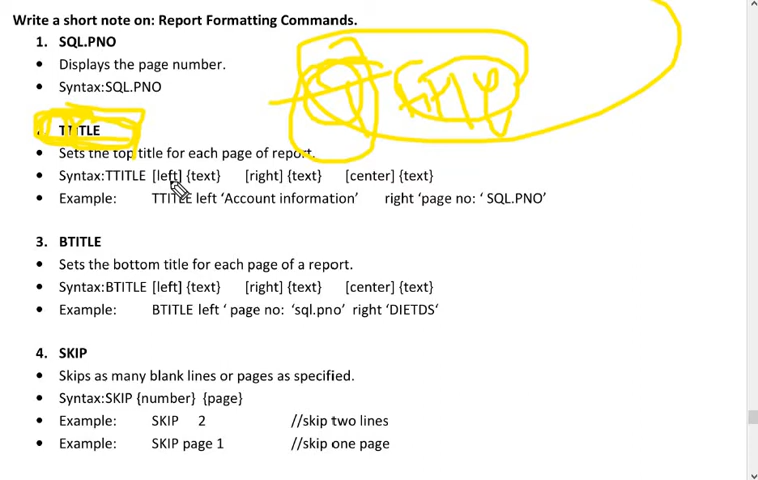 Write a short note on: Report Formatting Commands.
1. SQL.PNO
• Displays the page number.
• Syntax:SQL.PNO
TTITLE
• Sets the top title for each page of report.
• Syntax:TTITLE [left] {text} [right] {text} [center] {text}
• Example: TTITLE left ‘Account information’ right ‘page no: ‘ SQL.PNO’
3. BTITLE
• Sets the bottom title for each page of a report.
• Syntax:BTITLE [left] {text} [right] {text} [center] {text}
• Example: BTITLE left ‘ page no: ‘sql.pno’ right ‘DIETDS‘
4. SKIP
• Skips as many blank lines or pages as specified.
• Syntax:SKIP {number} {page}
• Example: SKIP 2 //skip two lines
• Example: SKIP page 1 //skip one page